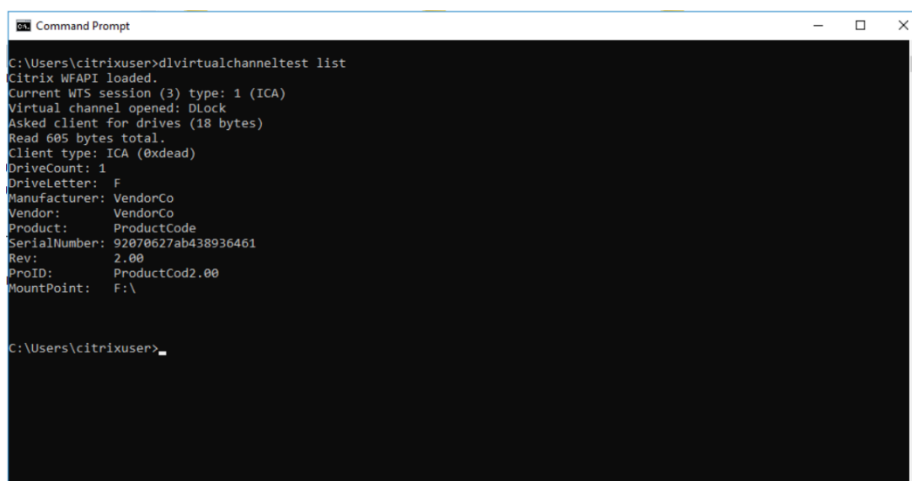 Command Prompt
C:\Users\citrixuser>dlvirtualchanneltest list
Citrix WFAPI loaded.
Current WTS session (3) type: 1 (ICA)
Virtual channel opened: DLock
Asked client for drives (18 bytes)
Read 605 bytes total.
Client type: ICA (0xdead)
DriveCount: 1
DriveLetter:  F
Manufacturer: VendorCo
Vendor:       VendorCo
Product:      ProductCode
SerialNumber: 92070627ab438936461
Rev:          2.00
ProID:        ProductCod2.00
MountPoint:   F:\
C:\Users\citrixuser>